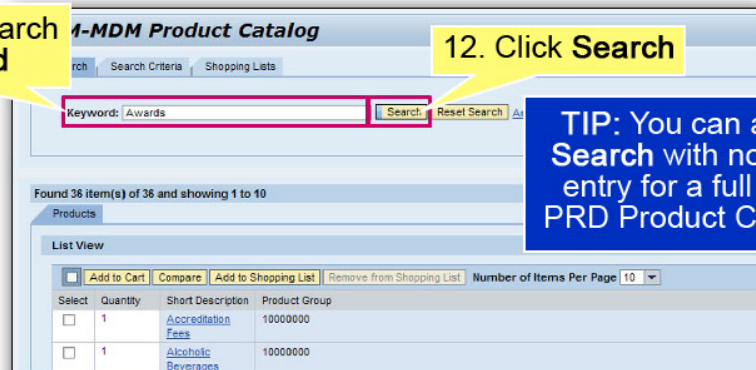 arch
d
M-MDM Product Catalog
12. Click Search
rch Search Criteria Shopping Lists
Keyword: Awards Search Reset Search
TIP: You can a
Search with no
entry for a full
PRD Product C
Found 36 item(s) of 36 and showing 1 to 10
Products
List View
Add to Cart Compare Add to Shopping List Remove from Shopping List Number of Items Per Page 10
Select Quantity Short Description Product Group
1 Accreditation 10000000
Fees
1 Alcoholic 10000000
Beverages